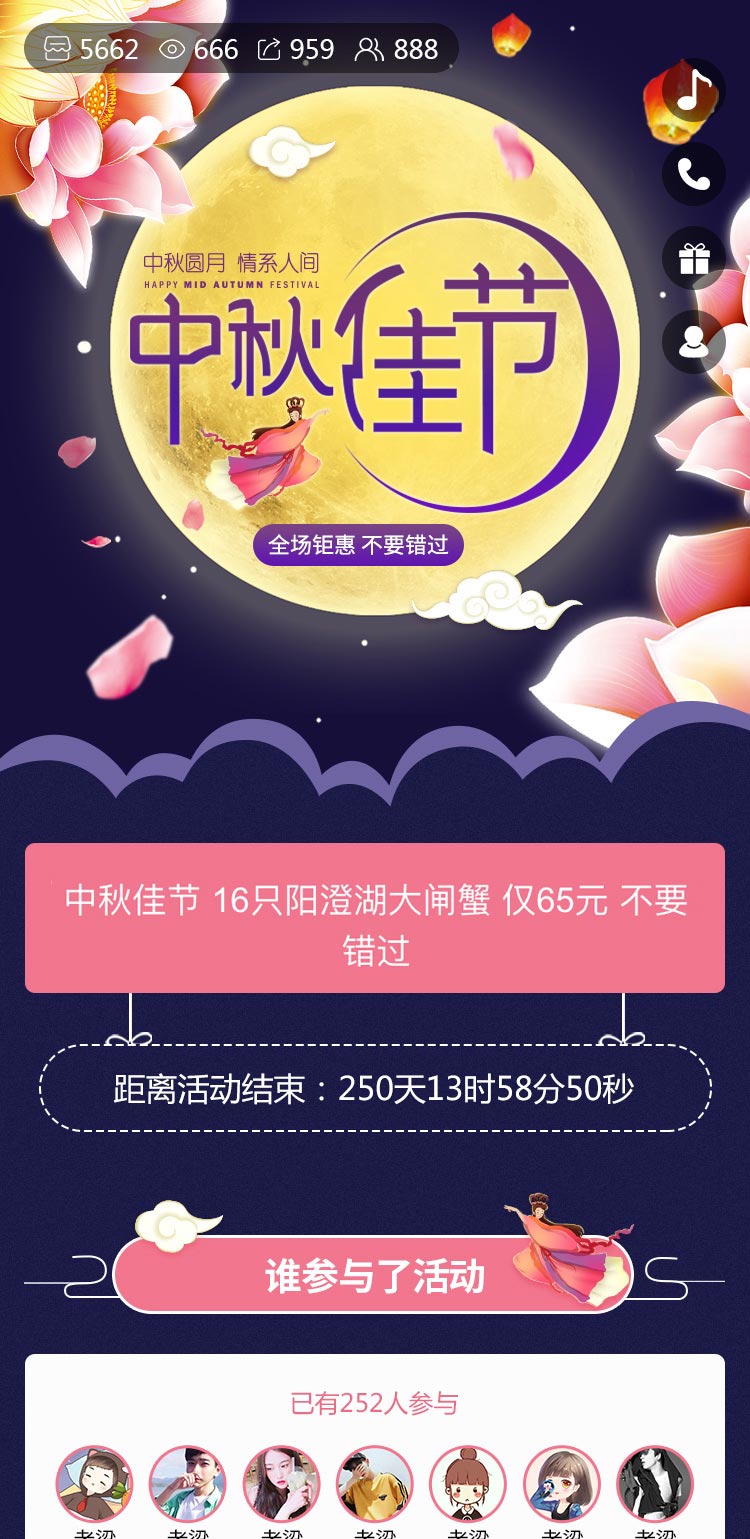 5662 666 959 888
中秋圆月 情系人间
HAPPY MID AUTUMN FESTIVAL
中秋佳节
全场钜惠 不要错过
中秋佳节 16只阳澄湖大闸蟹 仅65元 不要
错过
距离活动结束：250天13时58分50秒
谁参与了活动
已有252人参与
老梁 老梁 老梁 老梁 老梁 老梁 老梁